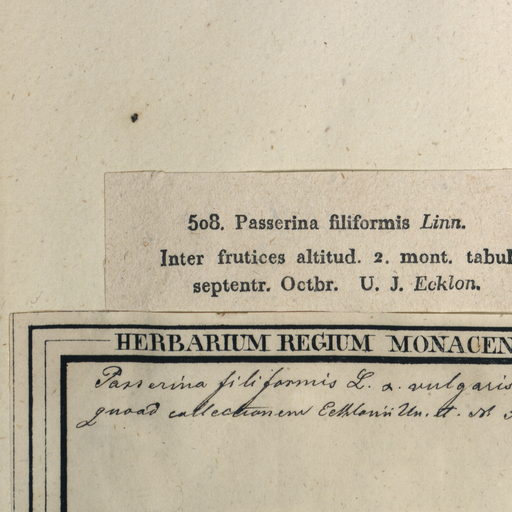 508. Passerina filiformis Linn.
Inter frutices altitud. 2. mont. tabul
septentr. Octbr. U. J. Ecklon.
HERBARIUM REGIUM MONACEN
Passerina filiformis L. α. vulgaris
quoad collectionem Ecklonii Un. it. №